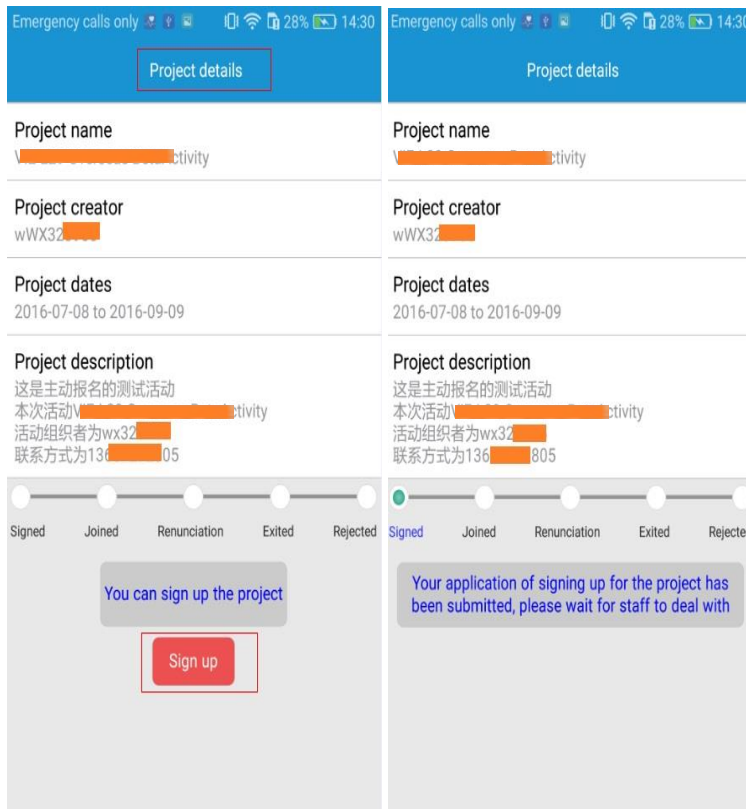 Emergency calls only 28% 14:30
Project details
Project name
ctivity
Project creator
wWX32
Project dates
2016-07-08 to 2016-09-09
Project description
这是主动报名的测试活动
本次活动V ctivity
活动组织者为wx32
联系方式为136 05
Signed Joined Renunciation Exited Rejected
You can sign up the project
Sign up
Emergency calls only 28% 14:30
Project details
Project name
ctivity
Project creator
wWX32
Project dates
2016-07-08 to 2016-09-09
Project description
这是主动报名的测试活动
本次活动 ctivity
活动组织者为wx32
联系方式为136 805
Signed Joined Renunciation Exited Rejecte
Your application of signing up for the project has
been submitted, please wait for staff to deal with